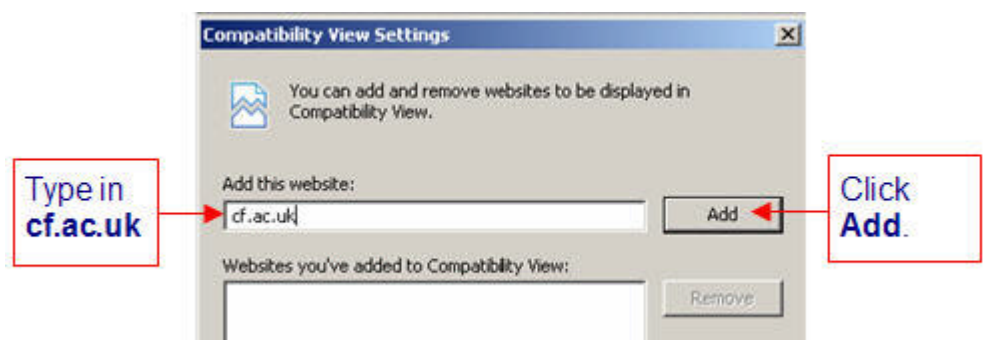 Compatibility View Settings
You can add and remove websites to be displayed in
Compatibility View.
Add this website:
Type in
cf.ac.uk
cf.ac.uk
Add
Click
Add.
Websites you've added to Compatibility View:
Remove